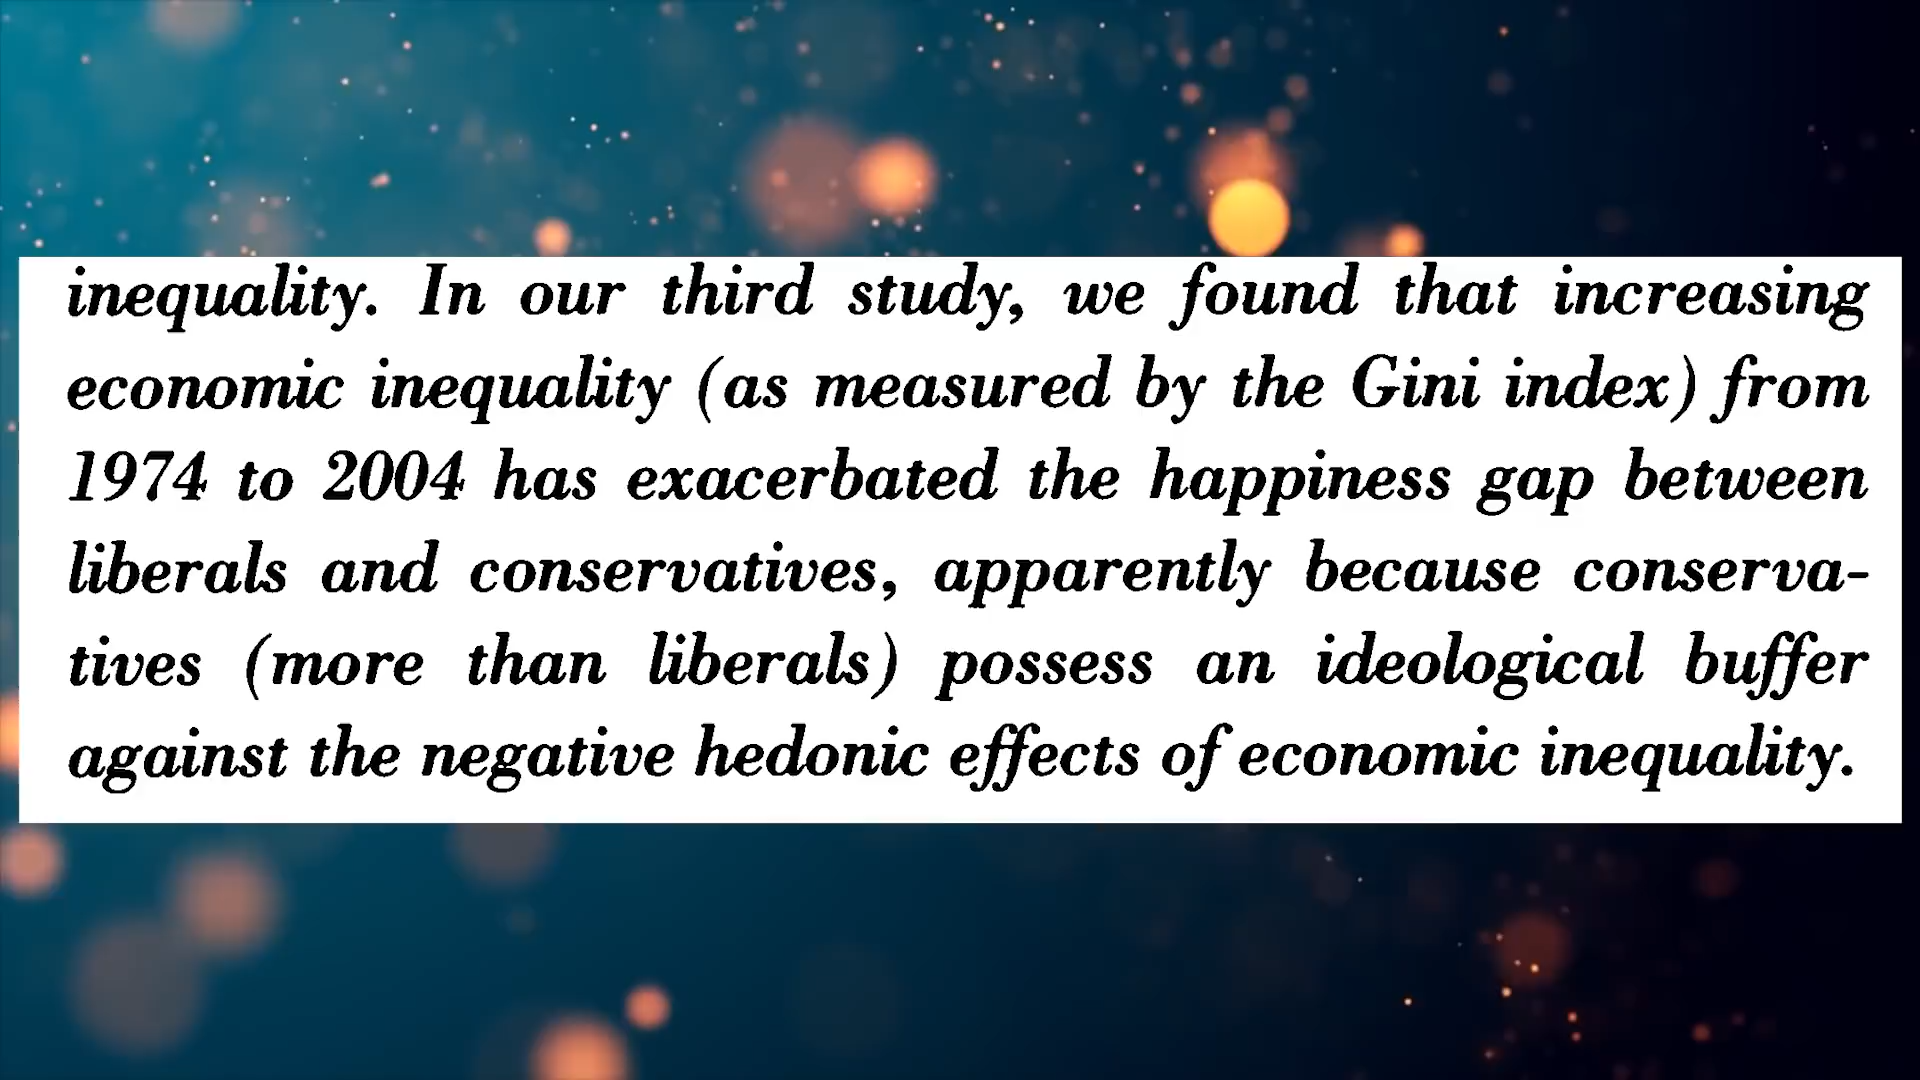 inequality. In our third study, we found that increasing
economic inequality (as measured by the Gini index) from
1974 to 2004 has exacerbated the happiness gap between
liberals and conservatives, apparently because conserva-
tives (more than liberals) possess an ideological buffer
against the negative hedonic effects of economic inequality.